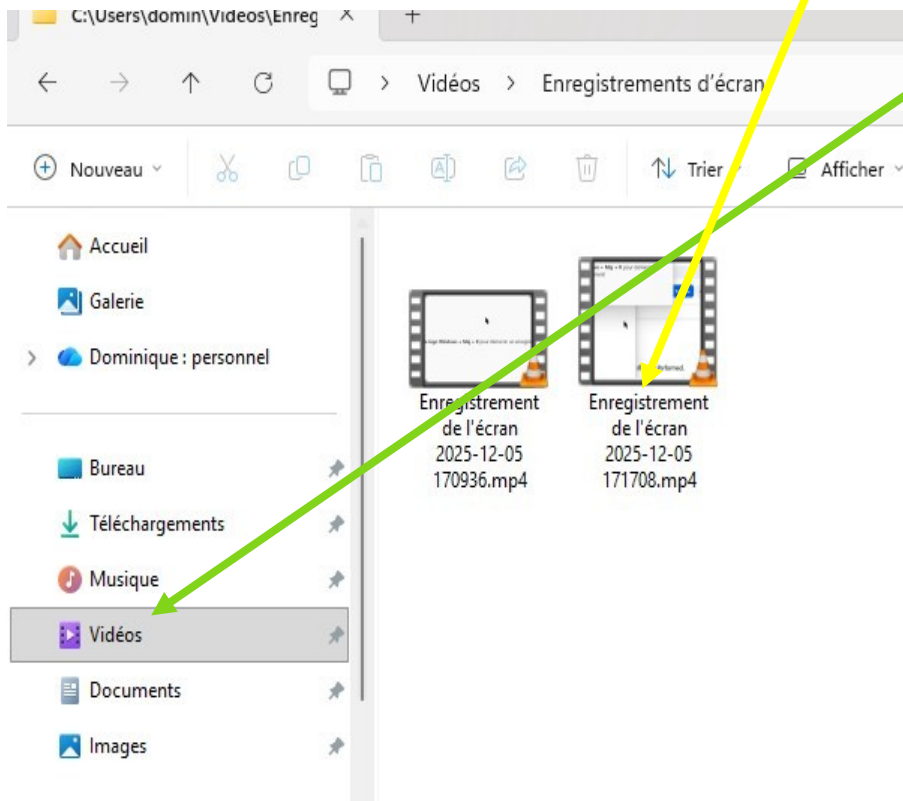 C:\Users\domin\Videos\Enreg
Vidéos > Enregistrements d'écran
Nouveau
Trier
Afficher
Accueil
Galerie
Dominique : personnel
Bureau
Téléchargements
Musique
Vidéos
Documents
Images
Enregistrement
de l'écran
2025-12-05
170936.mp4
Enregistrement
de l'écran
2025-12-05
171708.mp4